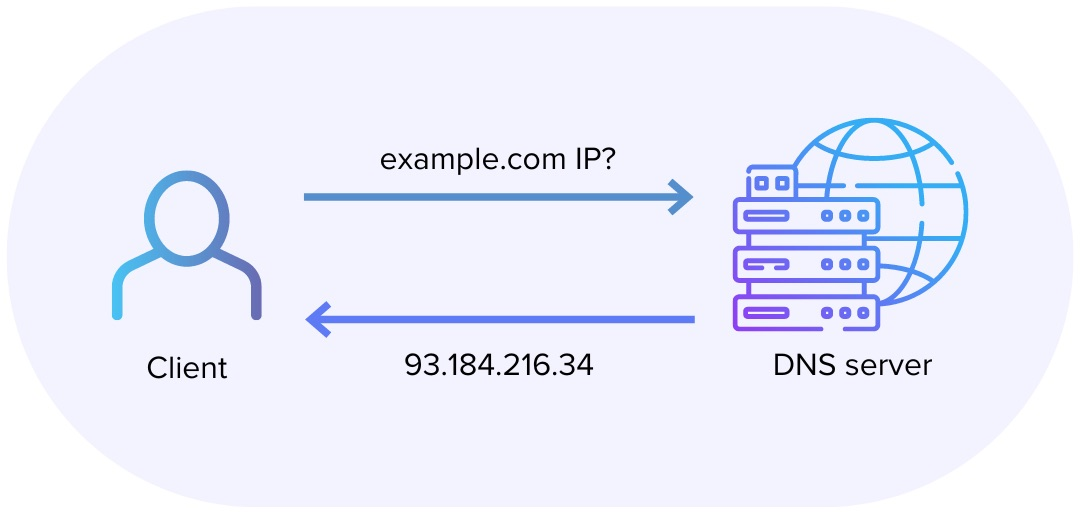 example.com IP?
93.184.216.34
Client
DNS server